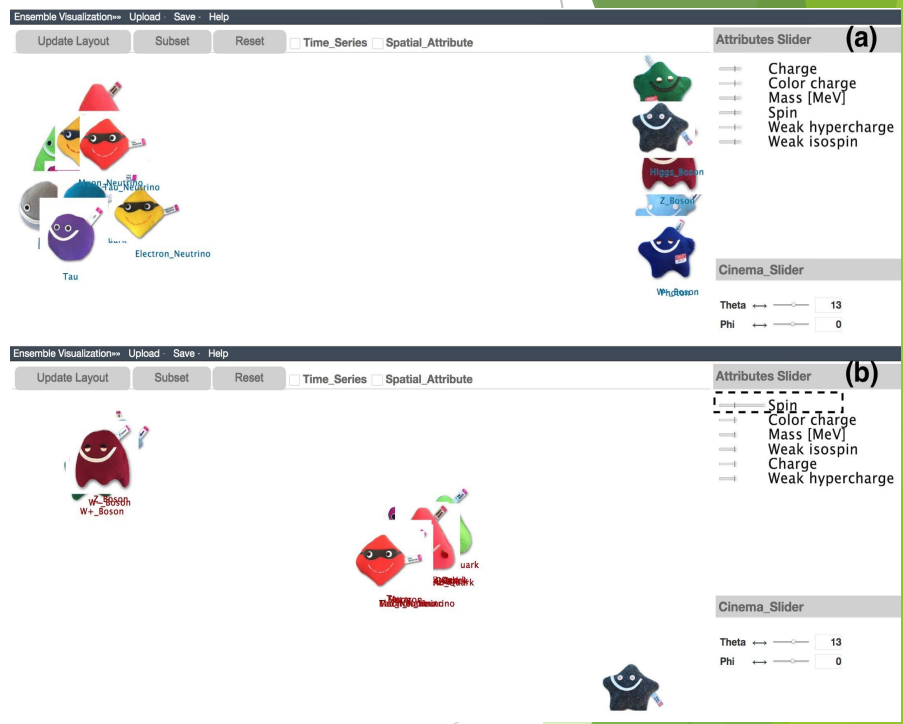 Ensemble Visualization»» Upload - Save - Help
Update Layout Subset Reset Time_Series Spatial_Attribute
Attributes Slider (a)
Charge
Color charge
Mass [MeV]
Spin
Weak hypercharge
Weak isospin
Tau_Neutrino
Electron_Neutrino
Tau
Higgs_Boson
Z_Boson
Cinema_Slider
Theta ↔ 13
Phi ↔ 0
Ensemble Visualization»» Upload - Save - Help
Update Layout Subset Reset Time_Series Spatial_Attribute
Attributes Slider (b)
Spin
Color charge
Mass [MeV]
Weak isospin
Charge
Weak hypercharge
Z_Boson
W+_Boson
uark
Cinema_Slider
Theta ↔ 13
Phi ↔ 0